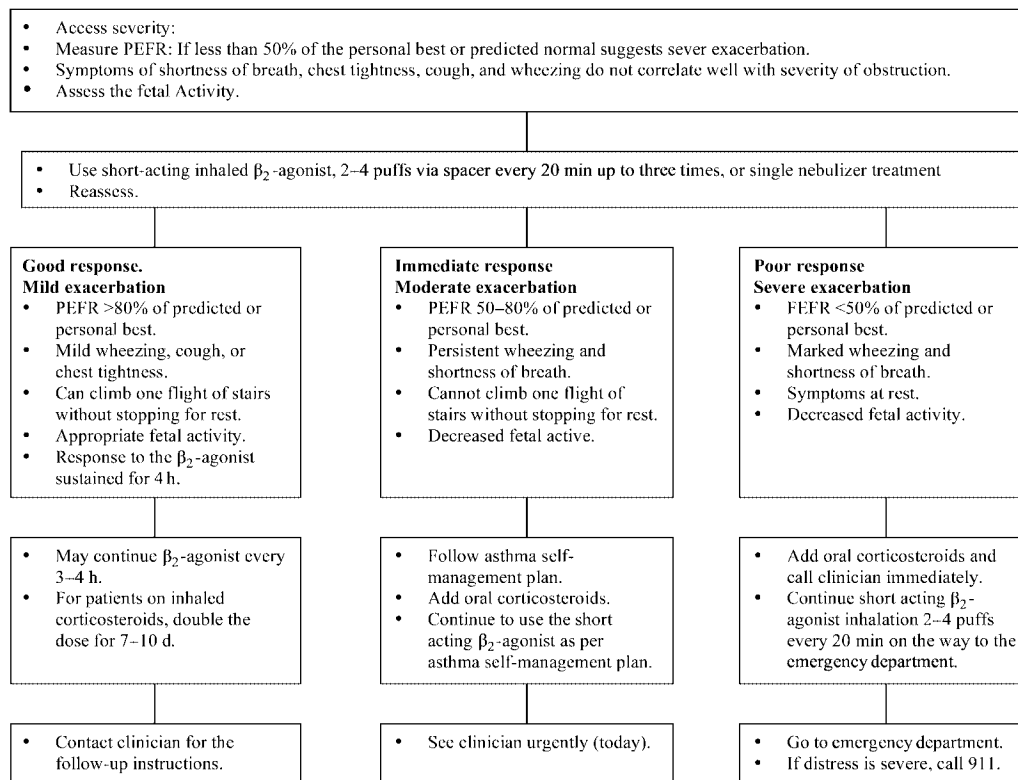 • Access severity:
• Measure PEFR: If less than 50% of the personal best or predicted normal suggests sever exacerbation.
• Symptoms of shortness of breath, chest tightness, cough, and wheezing do not correlate well with severity of obstruction.
• Assess the fetal Activity.
• Use short-acting inhaled β₂-agonist, 2–4 puffs via spacer every 20 min up to three times, or single nebulizer treatment
• Reassess.
Good response.
Mild exacerbation
• PEFR >80% of predicted or
personal best.
• Mild wheezing, cough, or
chest tightness.
• Can climb one flight of stairs
without stopping for rest.
• Appropriate fetal activity.
• Response to the β₂-agonist
sustained for 4 h.
Immediate response
Moderate exacerbation
• PEFR 50–80% of predicted or
personal best.
• Persistent wheezing and
shortness of breath.
• Cannot climb one flight of
stairs without stopping for rest.
• Decreased fetal active.
Poor response
Severe exacerbation
• FEFR <50% of predicted or
personal best.
• Marked wheezing and
shortness of breath.
• Symptoms at rest.
• Decreased fetal activity.
• May continue β₂-agonist every
3–4 h.
• For patients on inhaled
corticosteroids, double the
dose for 7–10 d.
• Follow asthma self-
management plan.
• Add oral corticosteroids.
• Continue to use the short
acting β₂-agonist as per
asthma self-management plan.
• Add oral corticosteroids and
call clinician immediately.
• Continue short acting β₂-
agonist inhalation 2–4 puffs
every 20 min on the way to the
emergency department.
• Contact clinician for the
follow-up instructions.
• See clinician urgently (today).
• Go to emergency department.
• If distress is severe, call 911.